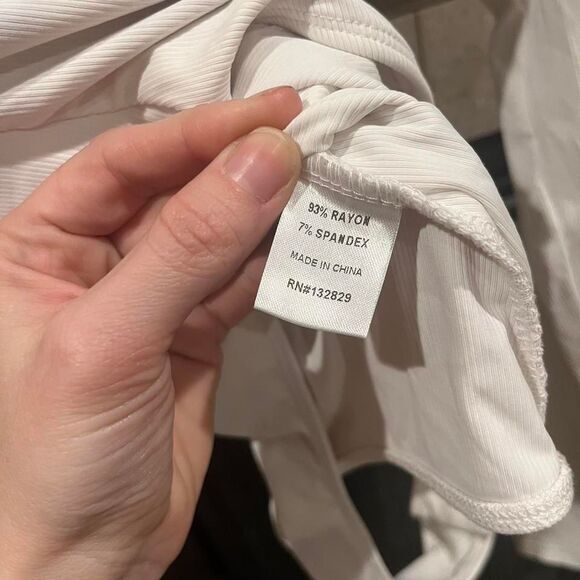 93% RAYON
7% SPANDEX
MADE IN CHINA
RN#132829